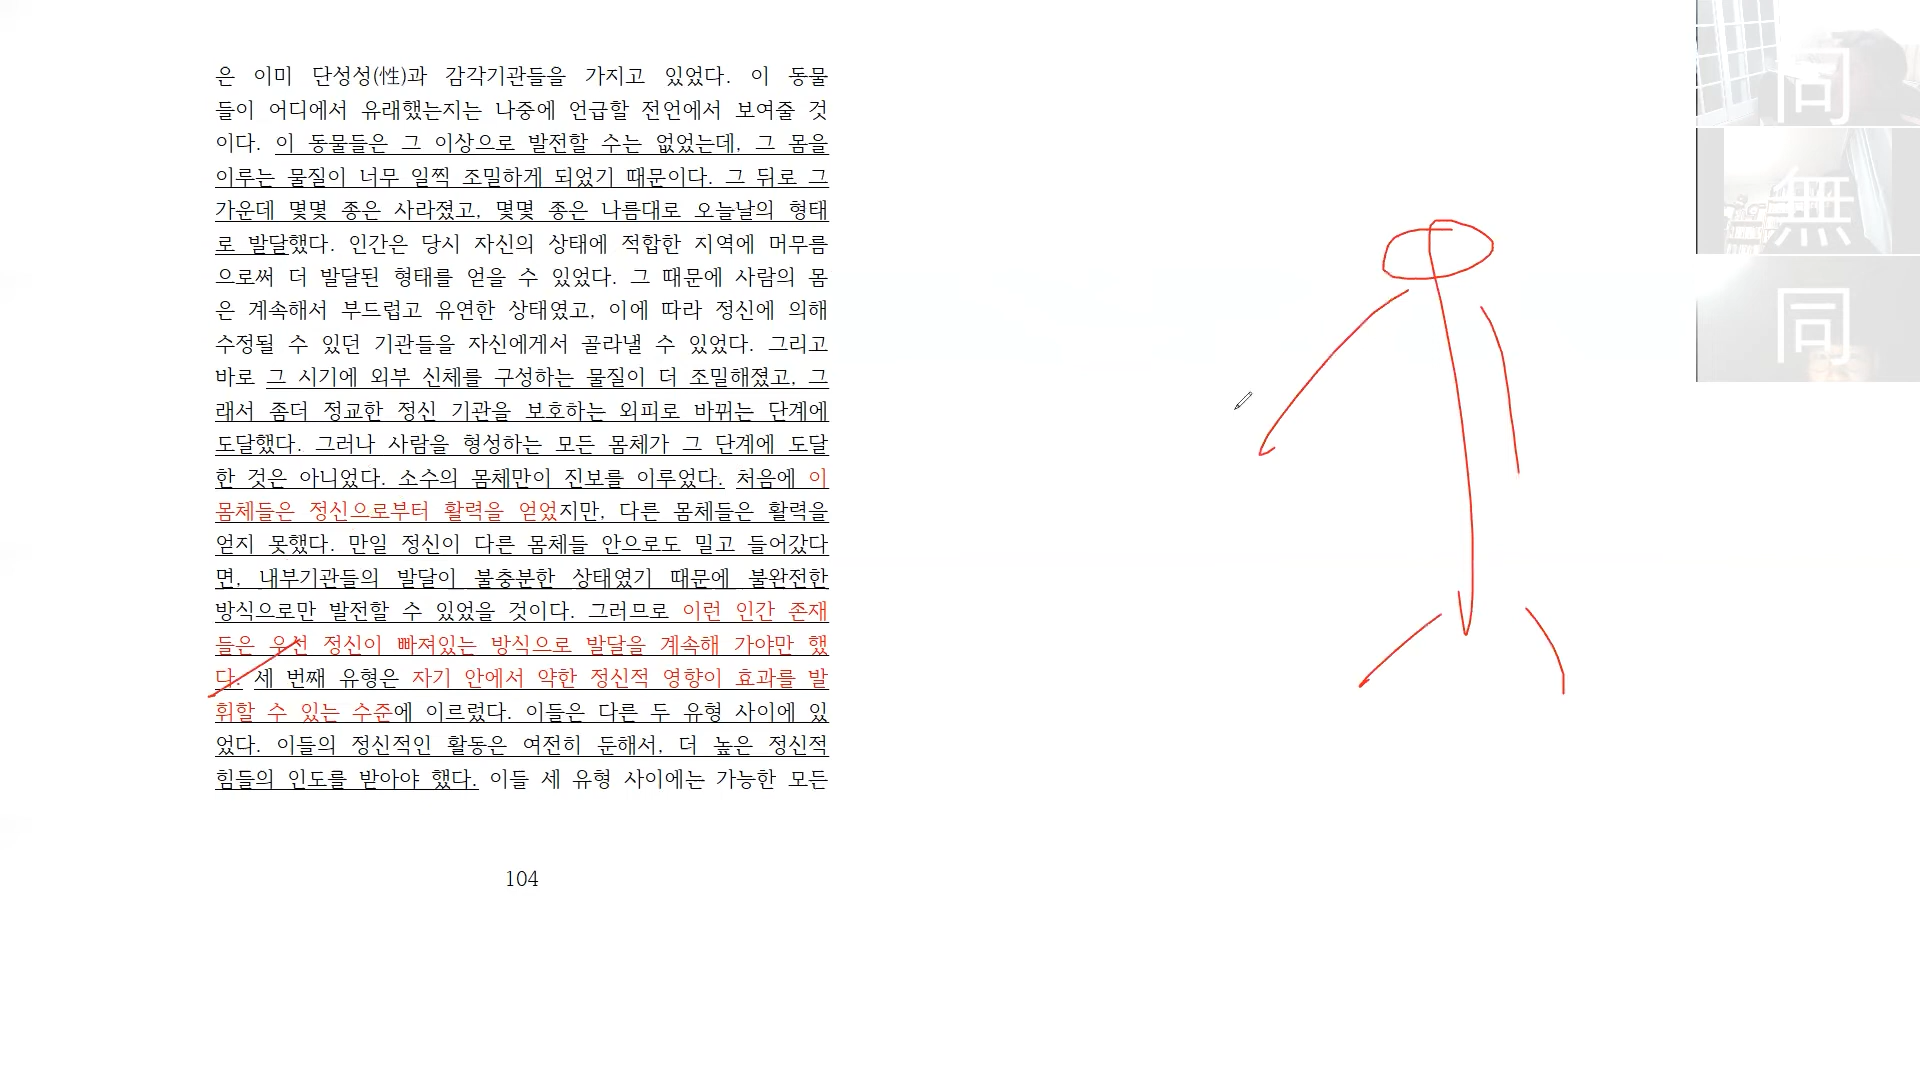 은 이미 단성성(性)과 감각기관들을 가지고 있었다. 이 동물
들이 어디에서 유래했는지는 나중에 언급할 전언에서 보여줄 것
이다. 이 동물들은 그 이상으로 발전할 수는 없었는데, 그 몸을
이루는 물질이 너무 일찍 조밀하게 되었기 때문이다. 그 뒤로 그
가운데 몇몇 종은 사라졌고, 몇몇 종은 나름대로 오늘날의 형태
로 발달했다. 인간은 당시 자신의 상태에 적합한 지역에 머무름
으로써 더 발달된 형태를 얻을 수 있었다. 그 때문에 사람의 몸
은 계속해서 부드럽고 유연한 상태였고, 이에 따라 정신에 의해
수정될 수 있던 기관들을 자신에게서 골라낼 수 있었다. 그리고
바로 그 시기에 외부 신체를 구성하는 물질이 더 조밀해졌고, 그
래서 좀더 정교한 정신 기관을 보호하는 외피로 바뀌는 단계에
도달했다. 그러나 사람을 형성하는 모든 몸체가 그 단계에 도달
한 것은 아니었다. 소수의 몸체만이 진보를 이루었다. 처음에 이
몸체들은 정신으로부터 활력을 얻었지만, 다른 몸체들은 활력을
얻지 못했다. 만일 정신이 다른 몸체들 안으로도 밀고 들어갔다
면, 내부기관들의 발달이 불충분한 상태였기 때문에 불완전한
방식으로만 발전할 수 있었을 것이다. 그러므로 이런 인간 존재
들은 우선 정신이 빠져있는 방식으로 발달을 계속해 가야만 했
다. 세 번째 유형은 자기 안에서 약한 정신적 영향이 효과를 발
휘할 수 있는 수준에 이르렀다. 이들은 다른 두 유형 사이에 있
었다. 이들의 정신적인 활동은 여전히 둔해서, 더 높은 정신적
힘들의 인도를 받아야 했다. 이들 세 유형 사이에는 가능한 모든
104
同
無
同